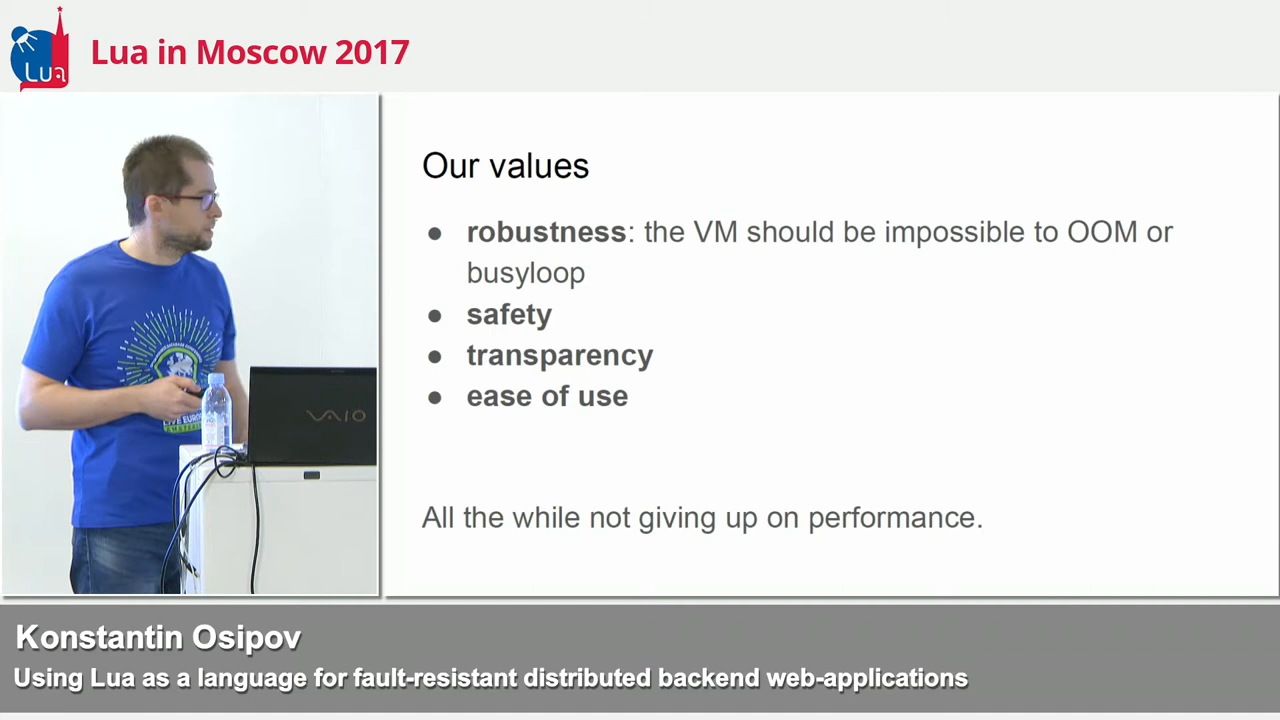 Lua
Lua in Moscow 2017
Our values
● robustness: the VM should be impossible to OOM or
busyloop
● safety
● transparency
● ease of use
All the while not giving up on performance.
VAIO
Konstantin Osipov
Using Lua as a language for fault-resistant distributed backend web-applications